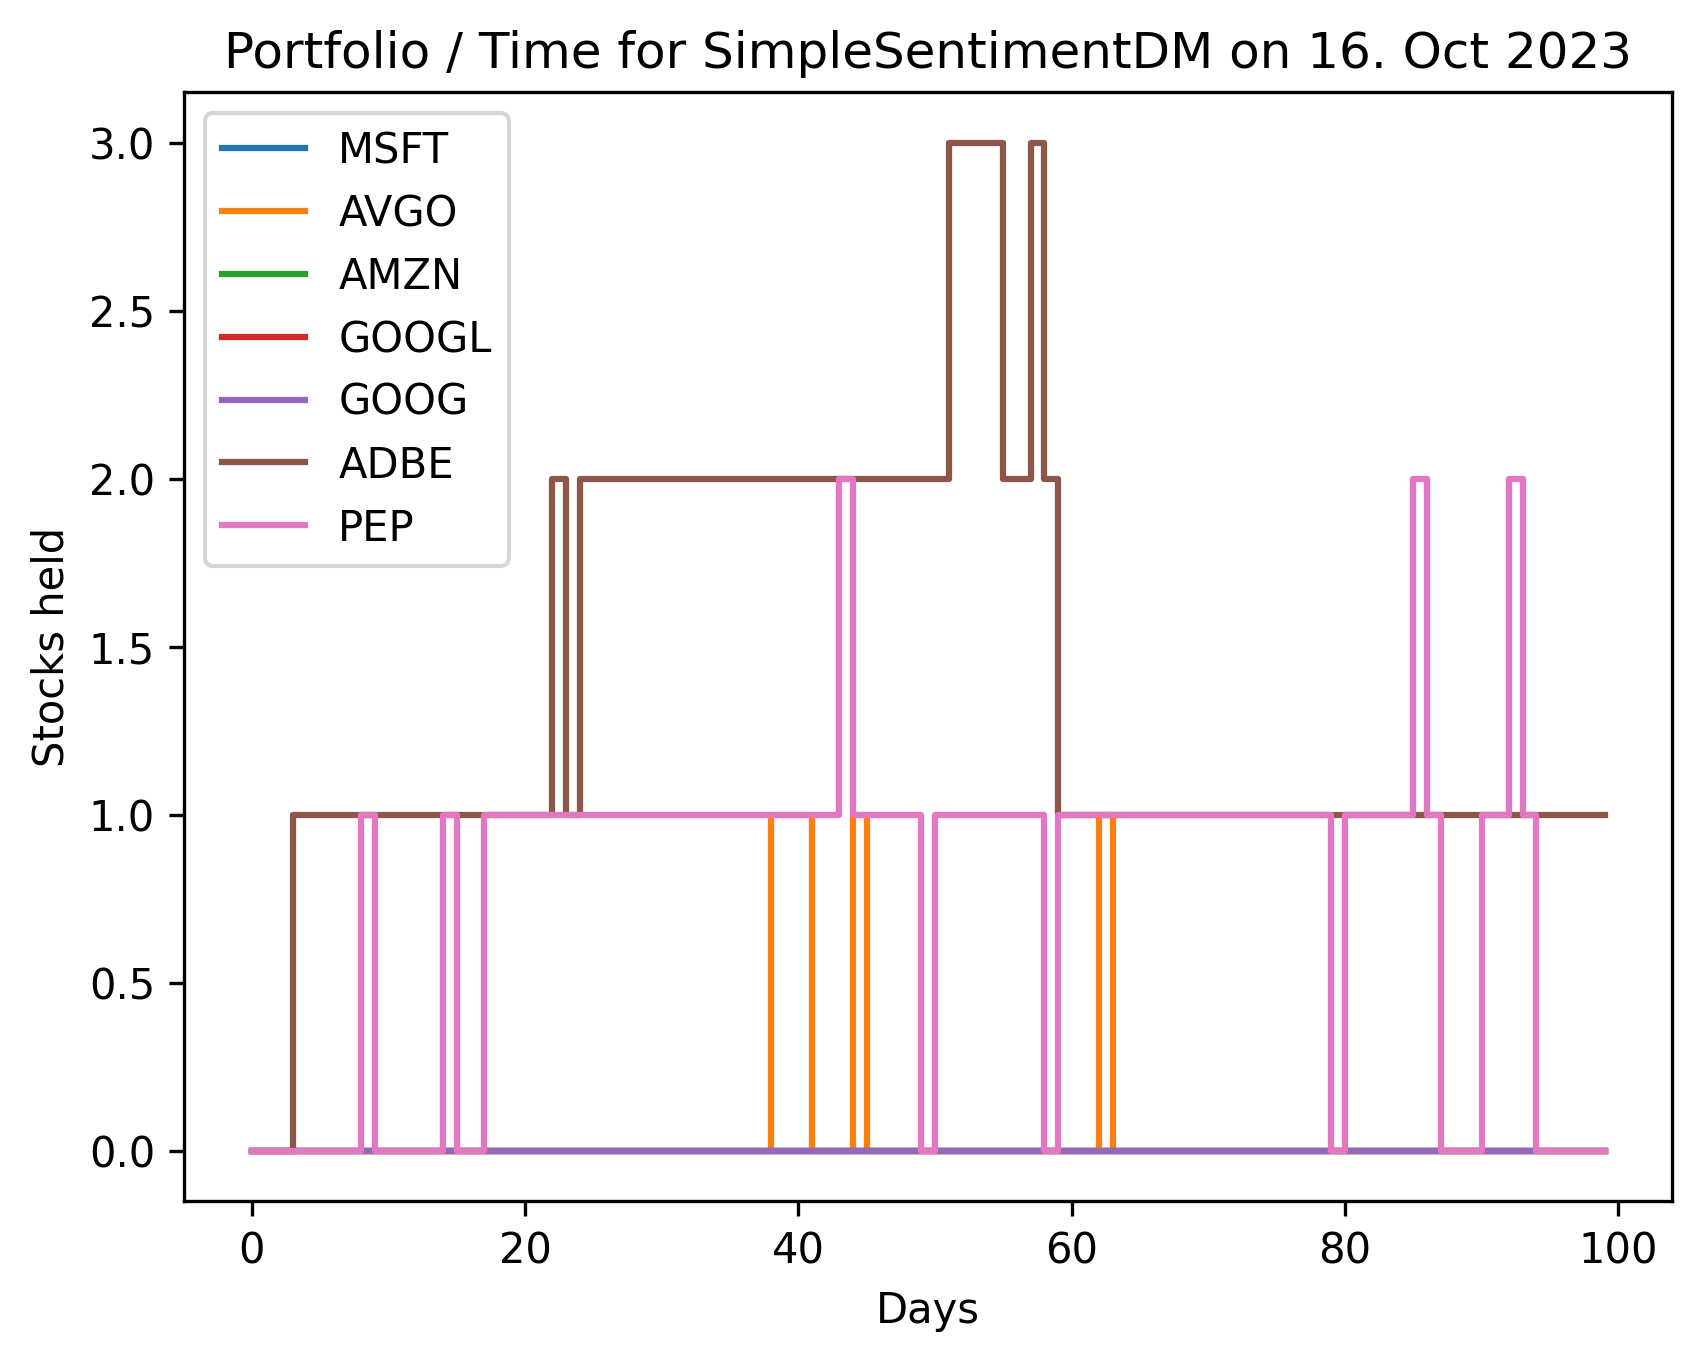 Portfolio / Time for SimpleSentimentDM on 16. Oct 2023
MSFT
AVGO
AMZN
GOOGL
GOOG
ADBE
PEP
3.0
2.5
2.0
1.5
1.0
0.5
0.0
Stocks held
0 20 40 60 80 100
Days